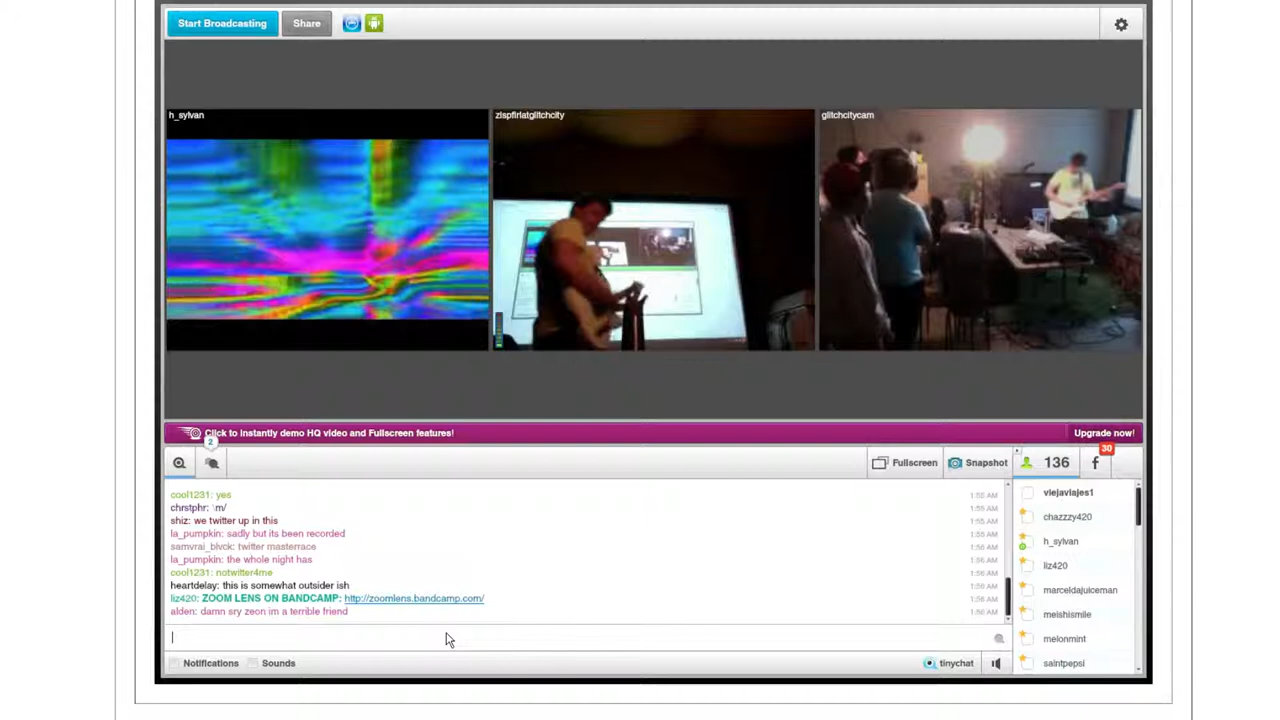 Start Broadcasting
Share
h_sylvan
zlspfirlatglitchcity
glitchcitycam
Click to instantly demo HQ video and Fullscreen features!
Upgrade now!
2
Fullscreen
Snapshot
136
30
cool1231: yes
1:55 AM
chrstphr: \m/
1:55 AM
shiz: we twitter up in this
1:55 AM
la_pumpkin: sadly but its been recorded
1:55 AM
samvrai_blvck: twitter masterrace
1:56 AM
la_pumpkin: the whole night has
1:56 AM
cool1231: notwitter4me
1:56 AM
heartdelay: this is somewhat outsider ish
1:56 AM
liz420: ZOOM LENS ON BANDCAMP: http://zoomlens.bandcamp.com/
1:56 AM
alden: damn sry zeon im a terrible friend
1:56 AM
viejaviajes1
chazzzy420
h_sylvan
liz420
marceldajuiceman
meishismile
melonmint
saintpepsi
Notifications
Sounds
tinychat